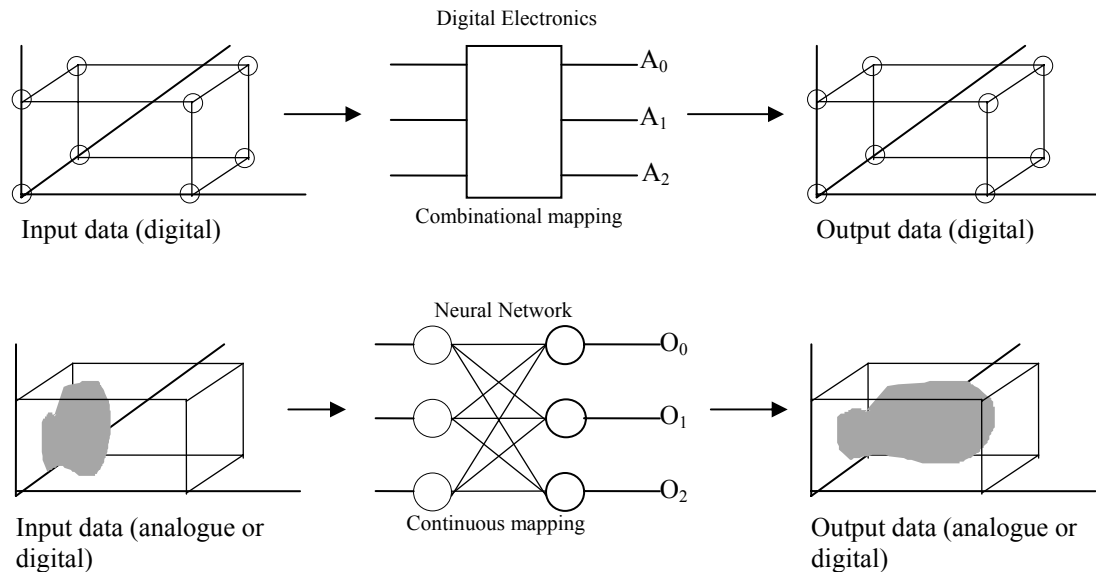 Digital Electronics
A₀
A₁
A₂
Combinational mapping
Input data (digital)
Output data (digital)
Neural Network
O₀
O₁
O₂
Continuous mapping
Input data (analogue or
digital)
Output data (analogue or
digital)